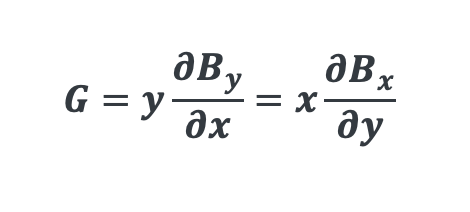 G = y ∂B_y/∂x = x ∂B_x/∂y